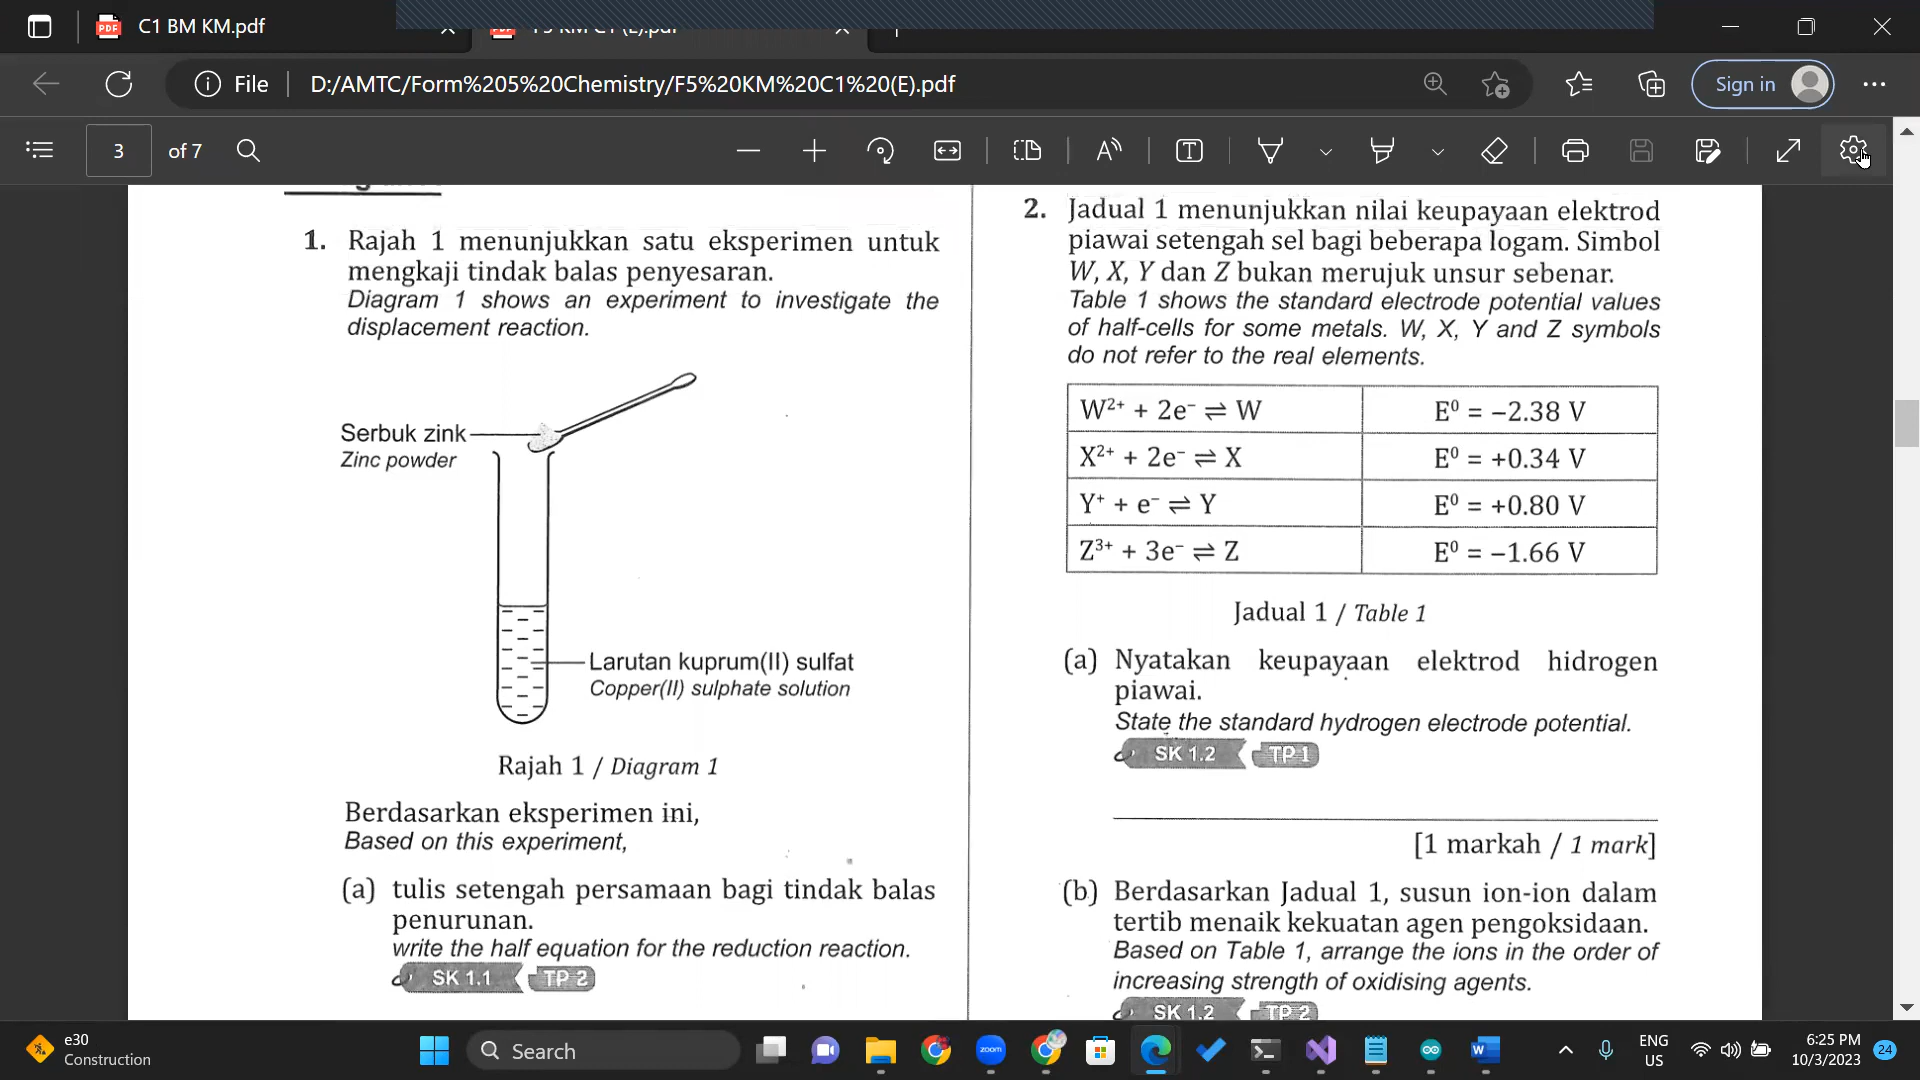 C1 BM KM.pdf
File
D:/AMTC/Form%205%20Chemistry/F5%20KM%20C1%20(E).pdf
Sign in
3
of 7
1. Rajah 1 menunjukkan satu eksperimen untuk
mengkaji tindak balas penyesaran.
Diagram 1 shows an experiment to investigate the
displacement reaction.
Serbuk zink
Zinc powder
Larutan kuprum(II) sulfat
Copper(II) sulphate solution
Rajah 1 / Diagram 1
Berdasarkan eksperimen ini,
Based on this experiment,
(a) tulis setengah persamaan bagi tindak balas
penurunan.
write the half equation for the reduction reaction.
SK 1.1 TP 2
2. Jadual 1 menunjukkan nilai keupayaan elektrod
piawai setengah sel bagi beberapa logam. Simbol
W, X, Y dan Z bukan merujuk unsur sebenar.
Table 1 shows the standard electrode potential values
of half-cells for some metals. W, X, Y and Z symbols
do not refer to the real elements.
W²⁺ + 2e⁻ ⇌ W E⁰ = −2.38 V
X²⁺ + 2e⁻ ⇌ X E⁰ = +0.34 V
Y⁺ + e⁻ ⇌ Y E⁰ = +0.80 V
Z³⁺ + 3e⁻ ⇌ Z E⁰ = −1.66 V
Jadual 1 / Table 1
(a) Nyatakan keupayaan elektrod hidrogen
piawai.
State the standard hydrogen electrode potential.
SK 1.2 TP 1
[1 markah / 1 mark]
(b) Berdasarkan Jadual 1, susun ion-ion dalam
tertib menaik kekuatan agen pengoksidaan.
Based on Table 1, arrange the ions in the order of
increasing strength of oxidising agents.
SK 1.2 TP 2
e30
Construction
Search
zoom
ENG
US
6:25 PM
10/3/2023
24